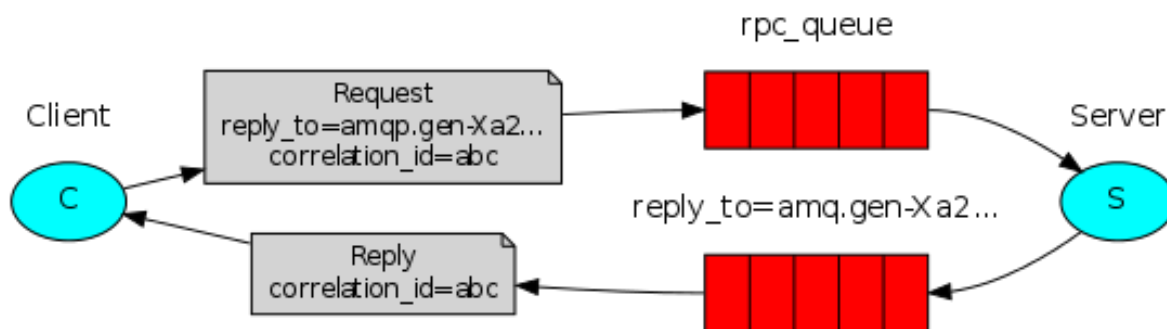 rpc_queue
Request
reply_to=amqp.gen-Xa2...
correlation_id=abc
Client
Server
C
S
reply_to=amq.gen-Xa2...
Reply
correlation_id=abc